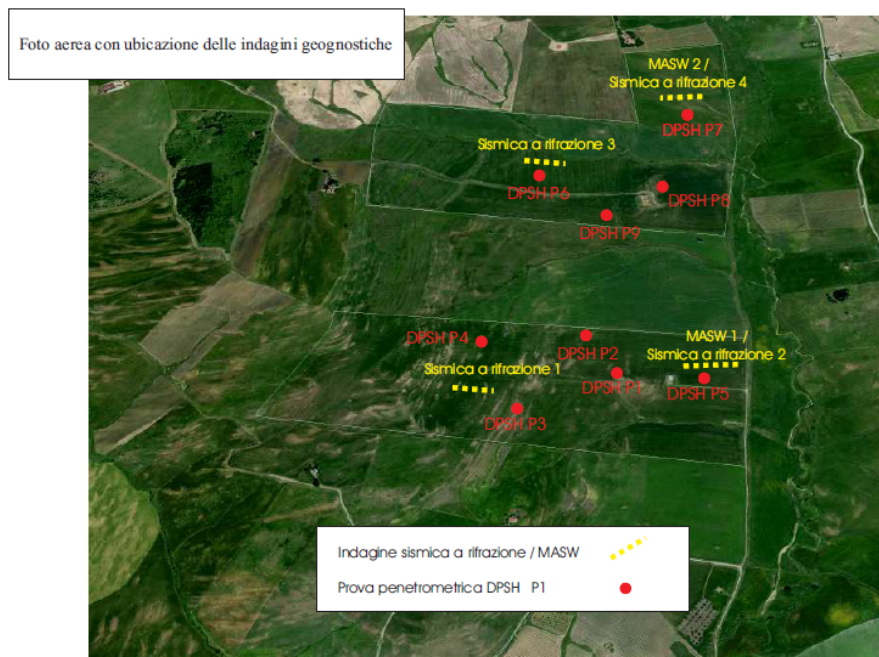 Foto aerea con ubicazione delle indagini geognostiche
MASW 2 /
Sismica a rifrazione 4
DPSH P7
Sismica a rifrazione 3
DPSH P6
DPSH P8
DPSH P9
DPSH P4
DPSH P2
MASW 1 /
Sismica a rifrazione 2
Sismica a rifrazione 1
DPSH P1
DPSH P5
DPSH P3
Indagine sismica a rifrazione / MASW
Prova penetrometrica DPSH P1